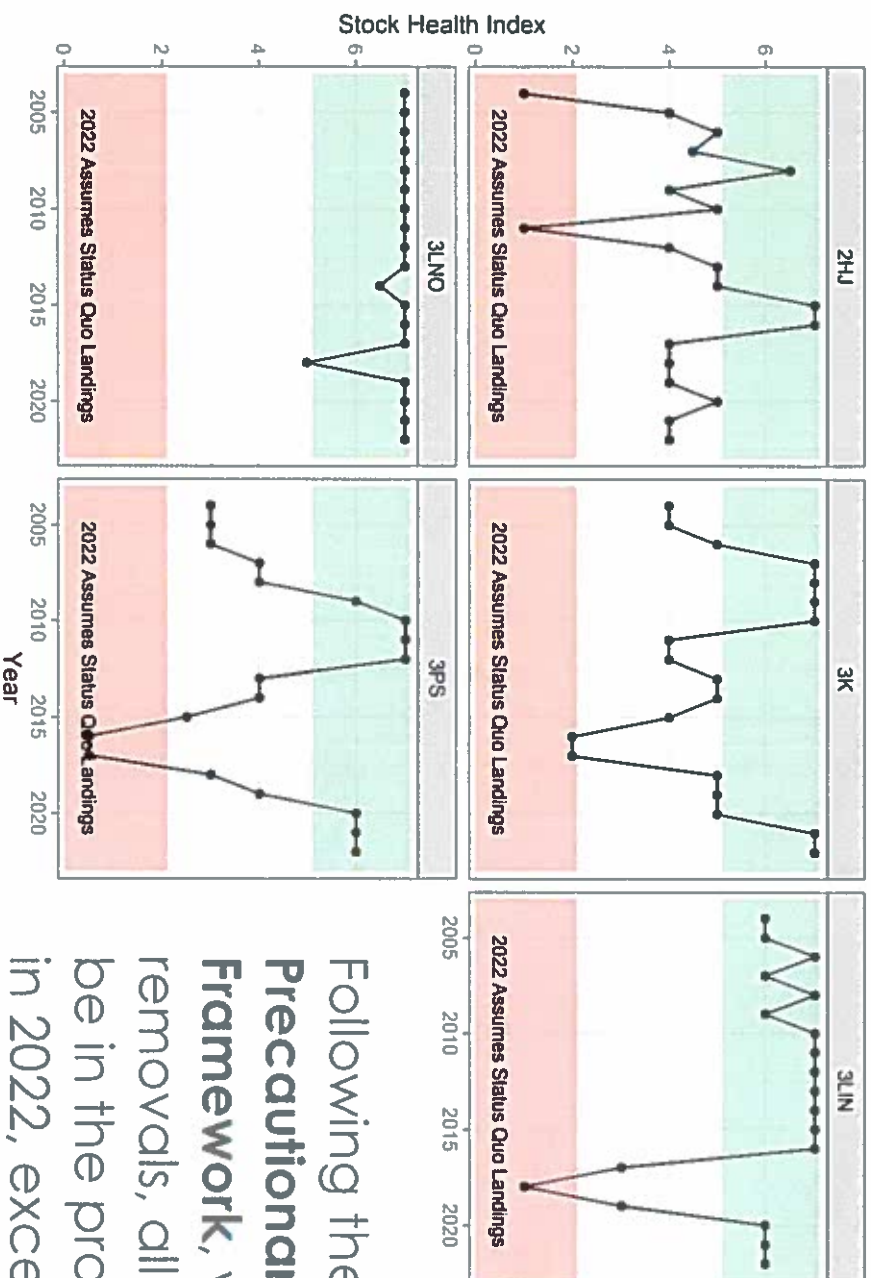 Stock Health Index
2HJ
3K
3LIN
6
4
2
0
2022 Assumes Status Quo Landings
2022 Assumes Status Quo Landings
2022 Assumes Status Quo Landings
2005 2010 2015 2020
3LNO
3PS
6
4
2
0
2022 Assumes Status Quo Landings
2022 Assumes Status Quo Landings
2005 2010 2015 2020
2005 2010 2015 2020
Year
Following the
Precautionar
Framework,
removals, all
be in the pro
in 2022, exce